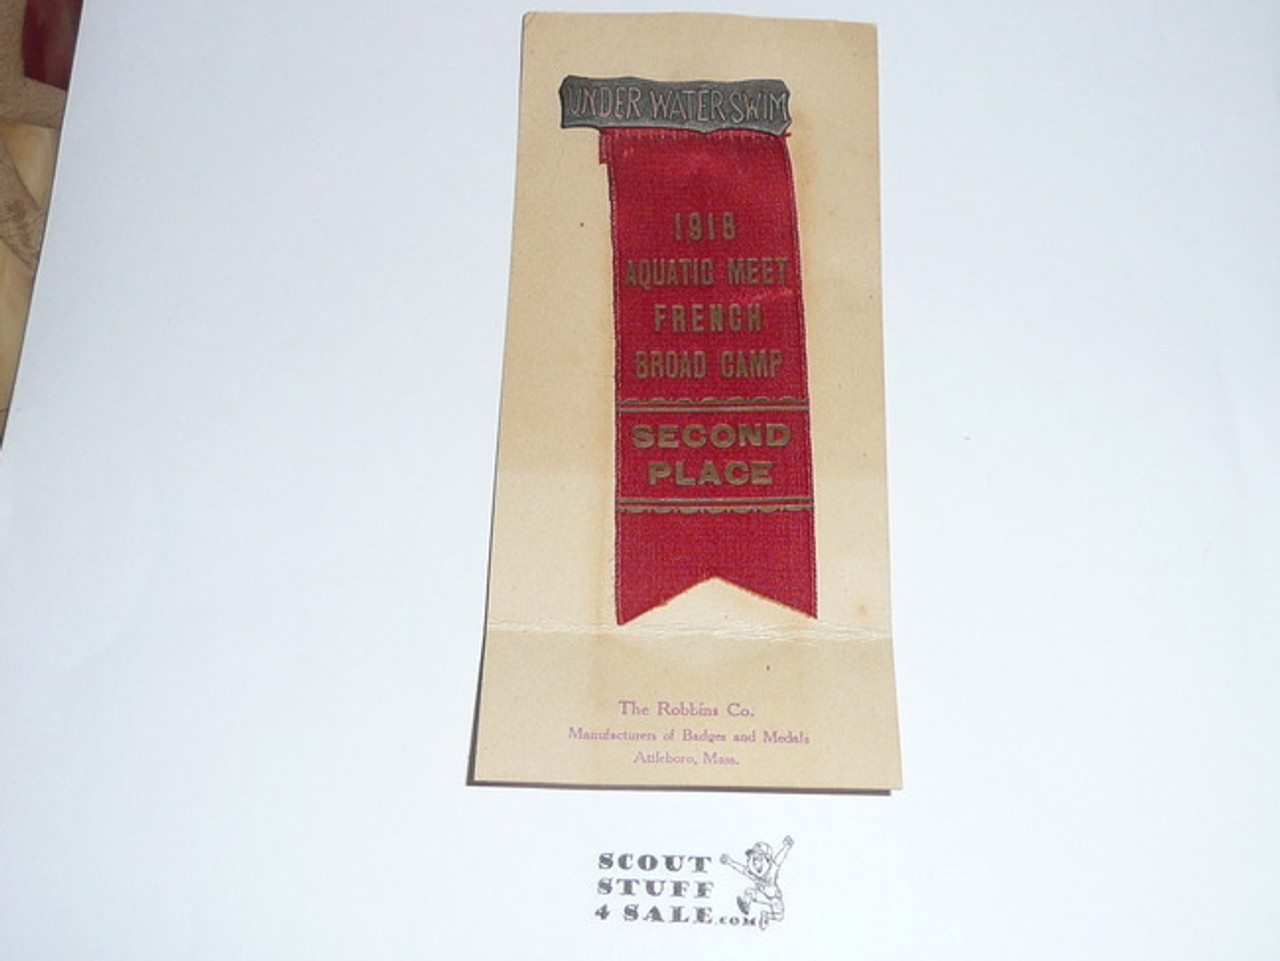 UNDER WATER SWIM
1918
AQUATIC MEET
FRENCH
BROAD CAMP
SECOND
PLACE
The Robbins Co.
Manufacturers of Badges and Medals
Attleboro, Mass.
SCOUT
STUFF
4 SALE.COM